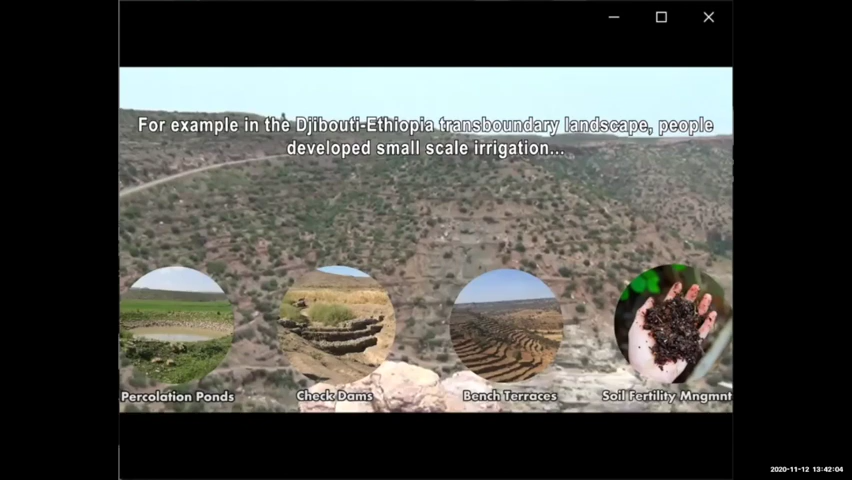 For example in the Djibouti-Ethiopia transboundary landscape, people
developed small scale irrigation...
Percolation Ponds
Check Dams
Bench Terraces
Soil Fertility Mngmnt
2020-11-12 13:42:04